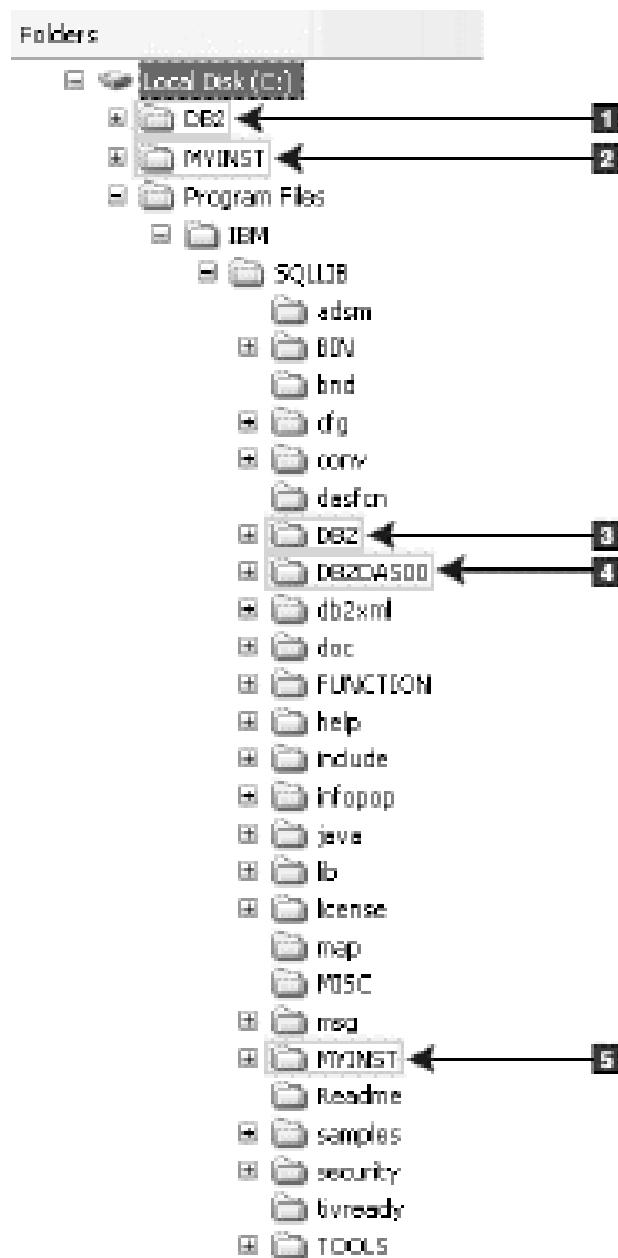 Folders
Local Disk (C:)
DB2 1
MYINST 2
Program Files
IBM
SQLLIB
adsm
BIN
bnd
cfg
conv
dasfcn
DB2 3
DB2DAS00 4
db2xml
doc
FUNCTION
help
include
infopop
java
lib
license
map
MISC
msg
MYINST 5
Readme
samples
security
tivready
TOOLS